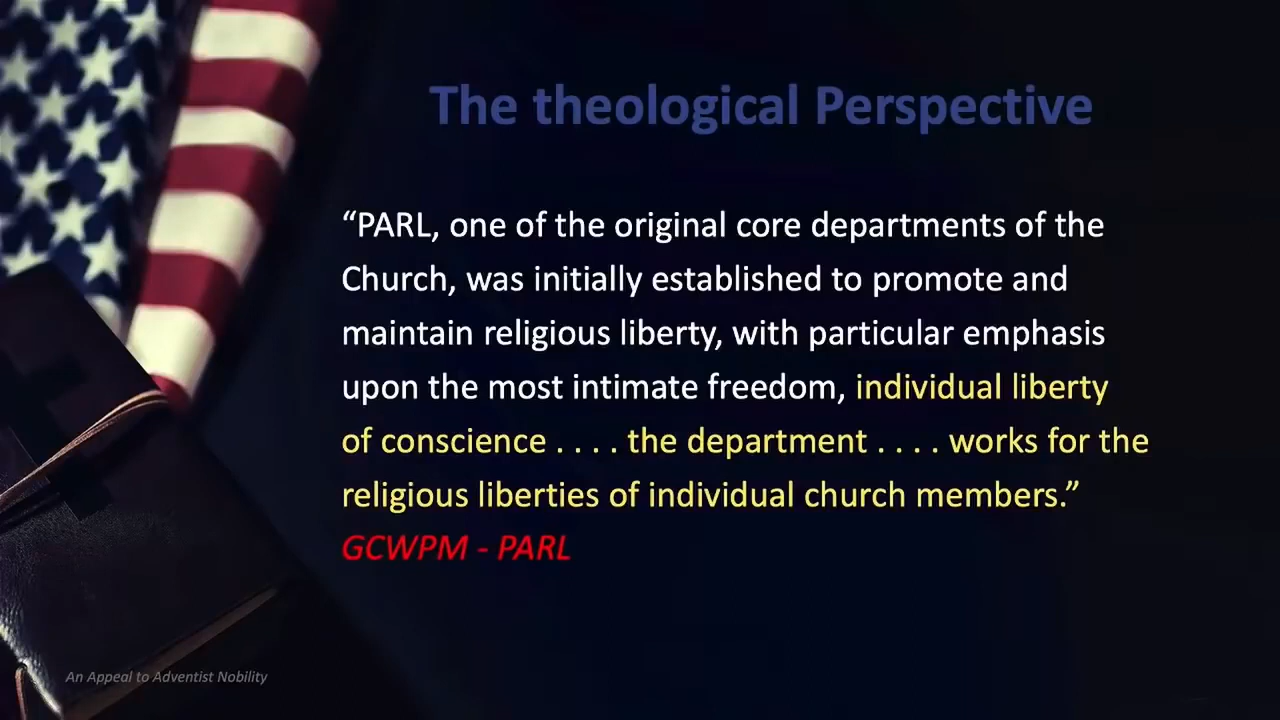 The theological Perspective
“PARL, one of the original core departments of the
Church, was initially established to promote and
maintain religious liberty, with particular emphasis
upon the most intimate freedom, individual liberty
of conscience . . . . the department . . . . works for the
religious liberties of individual church members.”
GCWPM - PARL
An Appeal to Adventist Nobility